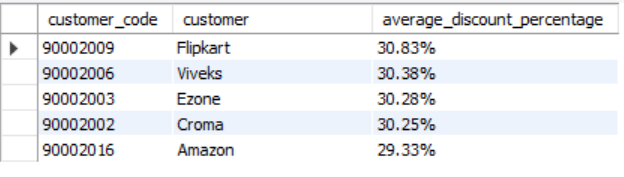 customer_code customer average_discount_percentage
90002009 Flipkart 30.83%
90002006 Viveks 30.38%
90002003 Ezone 30.28%
90002002 Croma 30.25%
90002016 Amazon 29.33%